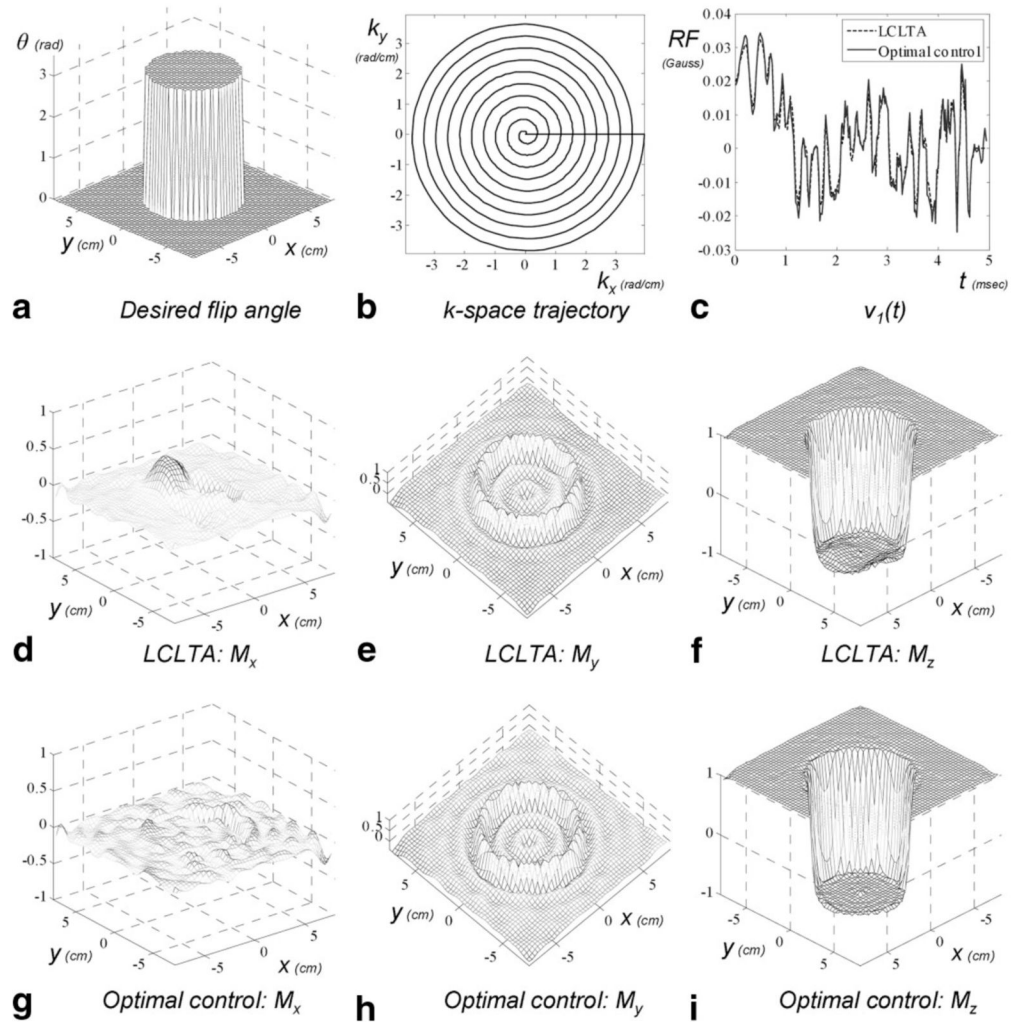 θ (rad)
3
2
1
0
5
0
-5
y (cm)
5
0
-5
x (cm)
a
Desired flip angle
k_y
(rad/cm)
3
2
1
0
-1
-2
-3
-3 -2 -1 0 1 2 3
k_x (rad/cm)
b
k-space trajectory
RF
(Gauss)
0.04
0.03
0.02
0.01
0
-0.01
-0.02
-0.03
0 1 2 3 4 5
t (msec)
LCLTA
Optimal control
c
v_1(t)
1
0.5
0
-0.5
-1
5
0
-5
y (cm)
-5
0
5
x (cm)
d
LCLTA: M_x
1
0.5
0
5
0
-5
y (cm)
5
0
-5
x (cm)
e
LCLTA: M_y
1
0
-1
-5
0
5
y (cm)
-5
0
5
x (cm)
f
LCLTA: M_z
1
0.5
0
-0.5
-1
5
0
-5
y (cm)
-5
0
5
x (cm)
g
Optimal control: M_x
1
0.5
0
5
0
-5
y (cm)
5
0
-5
x (cm)
h
Optimal control: M_y
1
0
-1
-5
0
5
y (cm)
-5
0
5
x (cm)
i
Optimal control: M_z